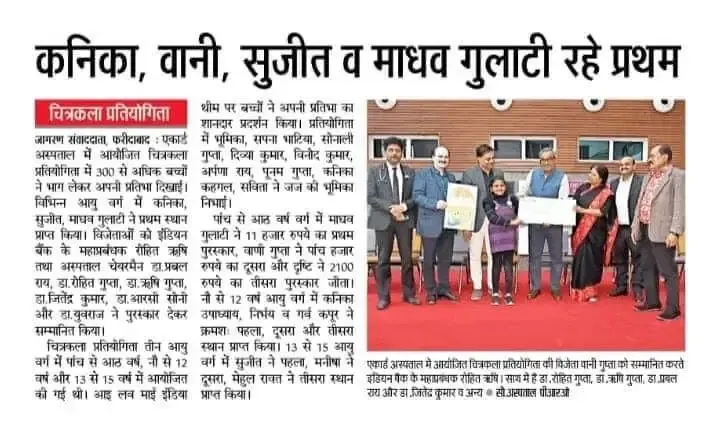 कनिका, वानी, सुजीत व माधव गुलाटी रहे प्रथम
चित्रकला प्रतियोगिता
जागरण संवाददाता, फरीदाबाद : एकार्ड
अस्पताल में आयोजित चित्रकला
प्रतियोगिता में 300 से अधिक बच्चों
ने भाग लेकर अपनी प्रतिभा दिखाई।
विभिन्न आयु वर्ग में कनिका,
सुजीत, माधव गुलाटी ने प्रथम स्थान
प्राप्त किया। विजेताओं को इंडियन
बैंक के महाप्रबंधक रोहित ऋषि
तथा अस्पताल चेयरमैन डा.प्रबल
राय, डा.रोहित गुप्ता, डा.ऋषि गुप्ता,
डा.जितेंद्र कुमार, डा.आरसी सोनी
और डा.युवराज ने पुरस्कार देकर
सम्मानित किया।
चित्रकला प्रतियोगिता तीन आयु
वर्ग में पांच से आठ वर्ष, नौ से 12
वर्ष और 13 से 15 वर्ष में आयोजित
की गई थी। आइ लव माई इंडिया
थीम पर बच्चों ने अपनी प्रतिभा का
शानदार प्रदर्शन किया। प्रतियोगिता
में भूमिका, सपना भाटिया, सोनाली
गुप्ता, दिव्या कुमार, विनोद कुमार,
अर्पणा राय, पूनम गुप्ता, कनिका
कहगल, सविता ने जज की भूमिका
निभाई।
पांच से आठ वर्ष वर्ग में माधव
गुलाटी ने 11 हजार रुपये का प्रथम
पुरस्कार, वाणी गुप्ता ने पांच हजार
रुपये का दूसरा और दृष्टि ने 2100
रुपये का तीसरा पुरस्कार जीता।
नौ से 12 वर्ष आयु वर्ग में कनिका
उपाध्याय, निर्भय व गर्व कपूर ने
क्रमशः पहला, दूसरा और तीसरा
स्थान प्राप्त किया। 13 से 15 आयु
वर्ग में सुजीत ने पहला, मनीषा ने
दूसरा, मेहुल रावत ने तीसरा स्थान
प्राप्त किया।
एकार्ड अस्पताल मे आयोजित चित्रकला प्रतियोगिता की विजेता वानी गुप्ता को सम्मानित करते
इंडियन बैंक के महाप्रबंधक रोहित ऋषि। साथ में है डा.रोहित गुप्ता, डा.ऋषि गुप्ता, डा.प्रबल
राय और डा.जितेंद्र कुमार व अन्य ● सौ.अस्पताल पीआरओ